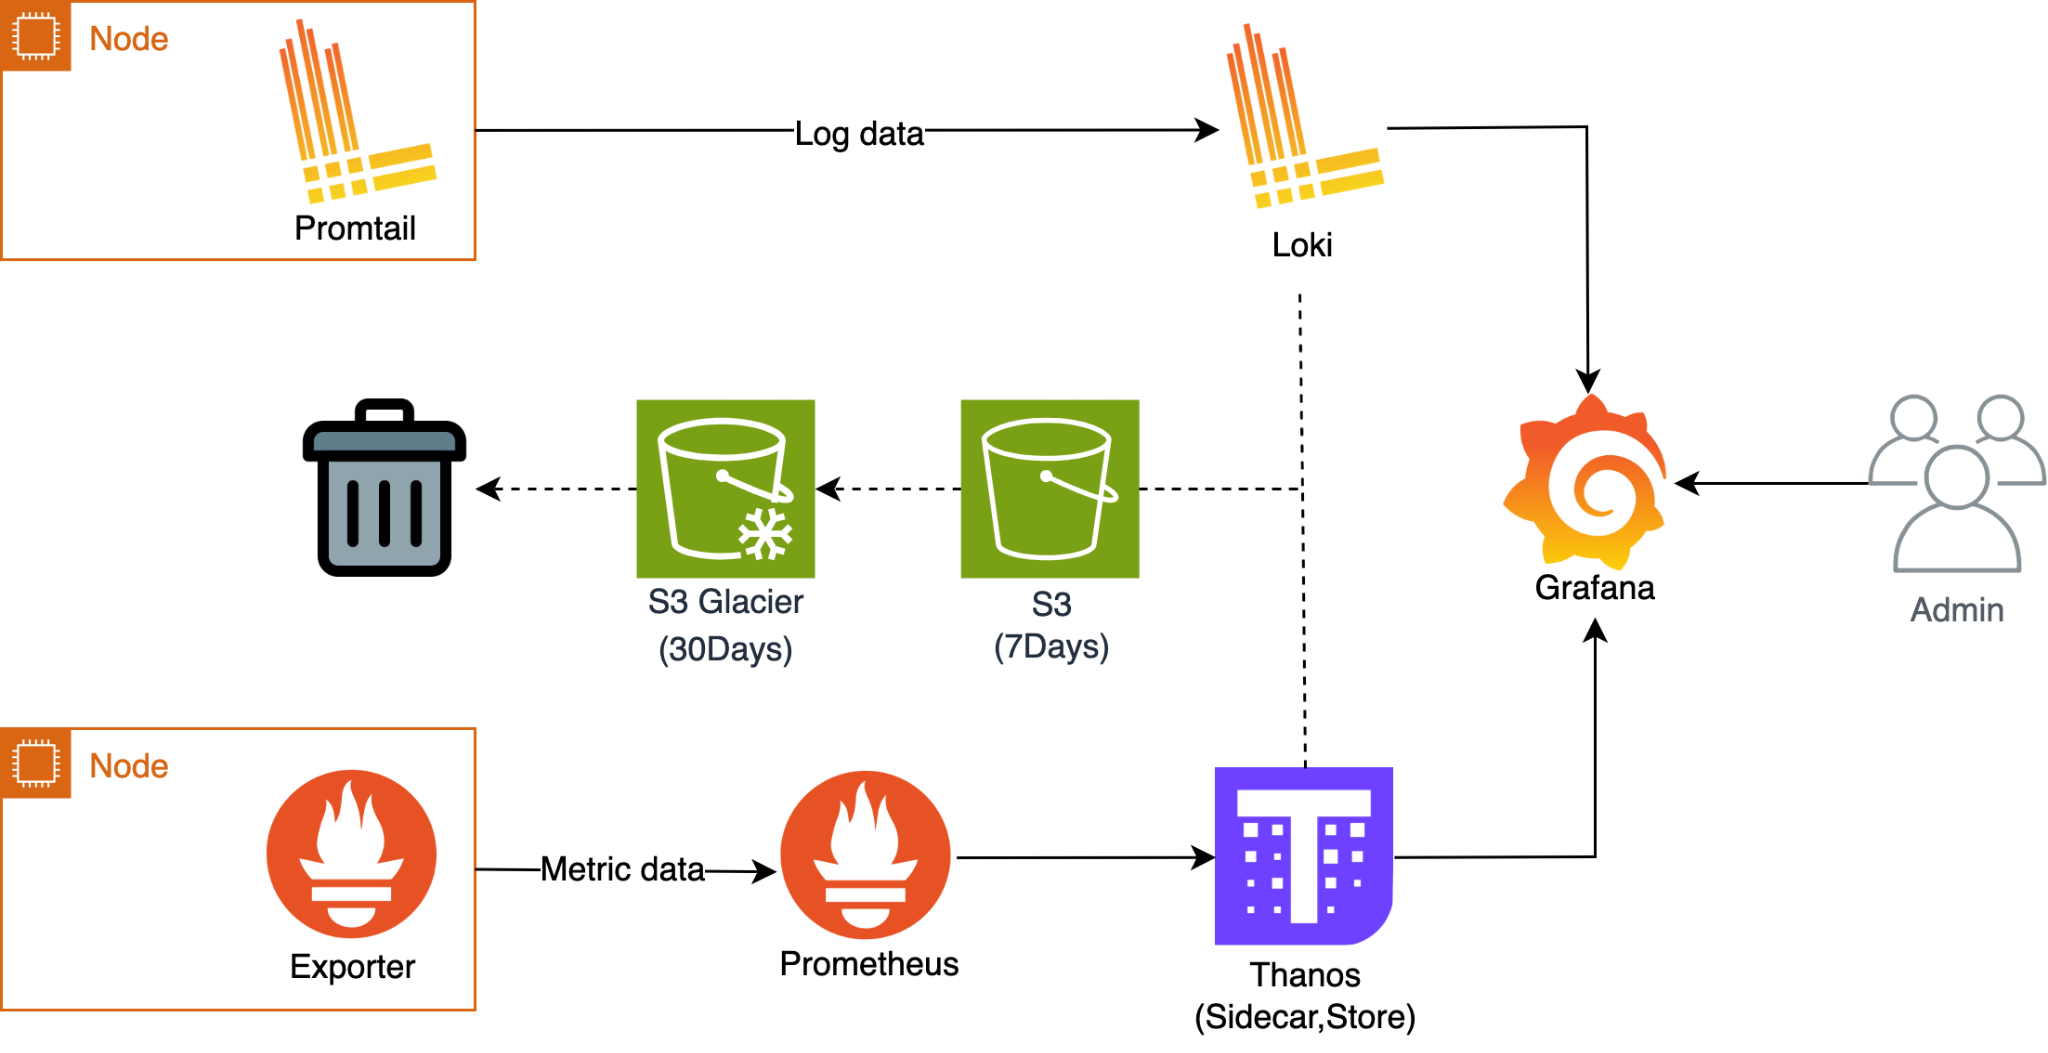 Node
Promtail
Log data
Loki
S3 Glacier
(30Days)
S3
(7Days)
Grafana
Admin
Node
Exporter
Metric data
Prometheus
Thanos
(Sidecar,Store)